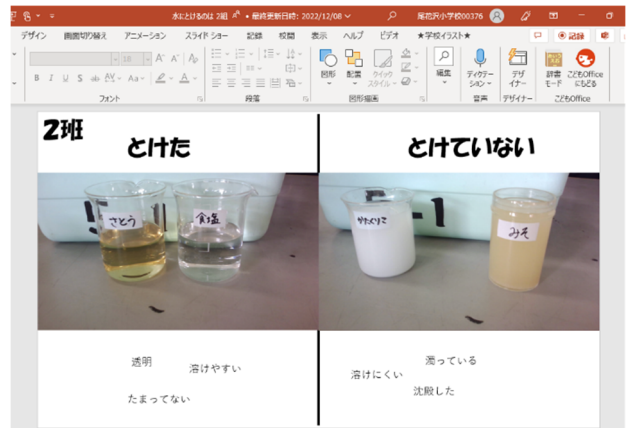 水にとけるのは 2組 • 最終更新日時: 2022/12/08
尾花沢小学校00376
デザイン 画面切り替え アニメーション スライド ショー 記録 校閲 表示 ヘルプ ビデオ ★学校イラスト★
記録
18
B I U S ab AV Aa A
図形 配置 クイック スタイル
編集
ディクテーション
デザイナー
辞書モード
こどもOfficeにもどる
フォント 段落 図形描画 音声 デザイナー こどもOffice
2班
とけた
とけていない
さとう
食塩
かたくりこ
みそ
透明
溶けやすい
たまってない
濁っている
溶けにくい
沈殿した